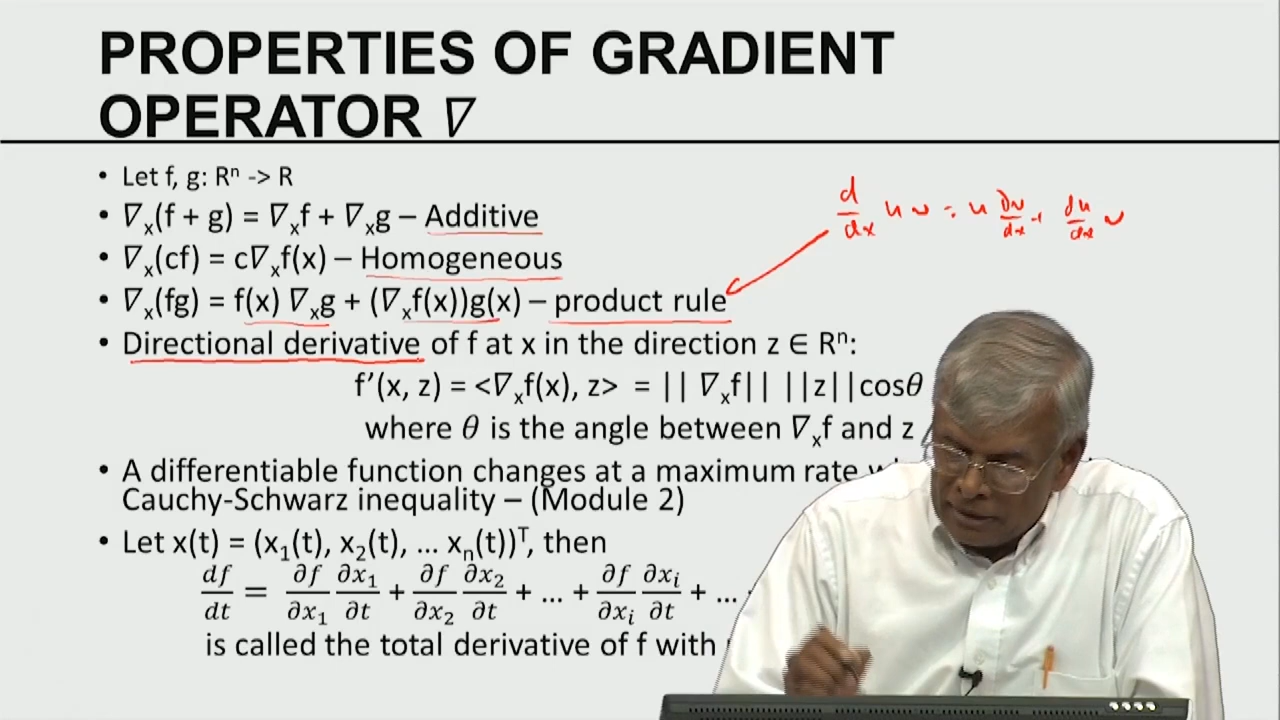 PROPERTIES OF GRADIENT
OPERATOR ∇
• Let f, g: Rⁿ -> R
• ∇ₓ(f + g) = ∇ₓf + ∇ₓg – Additive
• ∇ₓ(cf) = c∇ₓf(x) – Homogeneous
• ∇ₓ(fg) = f(x) ∇ₓg + (∇ₓf(x))g(x) – product rule
d/dx u v = u dv/dx + du/dx v
• Directional derivative of f at x in the direction z ∈ Rⁿ:
f’(x, z) = <∇ₓf(x), z> = || ∇ₓf|| ||z||cosθ
where θ is the angle between ∇ₓf and z
• A differentiable function changes at a maximum rate
Cauchy-Schwarz inequality – (Module 2)
• Let x(t) = (x₁(t), x₂(t), … xₙ(t))ᵀ, then
df/dt = ∂f/∂x₁ ∂x₁/∂t + ∂f/∂x₂ ∂x₂/∂t + … + ∂f/∂xᵢ ∂xᵢ/∂t + …
is called the total derivative of f with